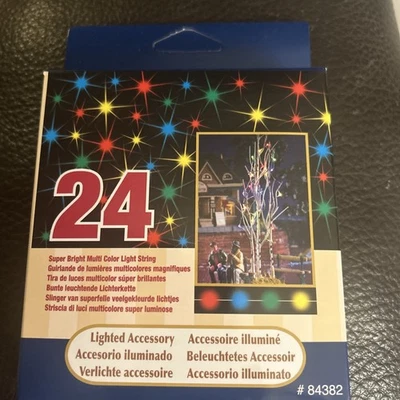 24
Super Bright Multi Color Light String
Guirlande de lumiéres multicolores magnifiques
Tira de luces multicolor súper brillantes
Bunte leuchtende Lichterkette
Slinger van superfelle veelgekleurde lichtjes
Striscia di luci multicolore super luminose
Lighted Accessory Accessoire illuminé
Accesorio iluminado Beleuchtetes Accessoir
Verlichte accessoire Accessorio illuminato
# 84382